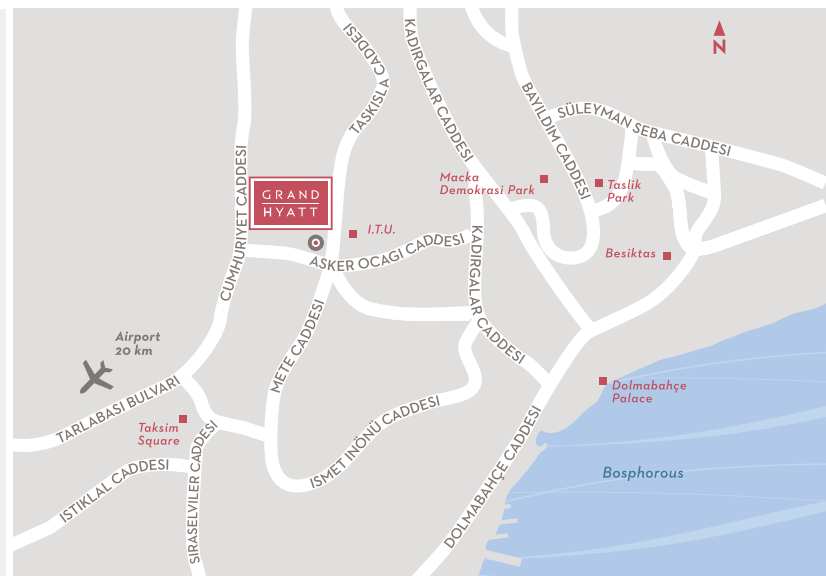 N
KADIRGALAR CADDESI
TASKISLA CADDESI
BAYILDIM CADDESI
SÜLEYMAN SEBA CADDESI
CUMHURIYET CADDESI
Macka
Demokrasi Park
Taslik
Park
GRAND
HYATT
I.T.U.
ASKER OCAGI CADDESI
KADIRGALAR CADDESI
Besiktas
METE CADDESI
Airport
20 km
TARLABASI BULVARI
Taksim
Square
Dolmabahçe
Palace
ISMET INÖNÜ CADDESI
ISTIKLAL CADDESI
SIRASELVILER CADDESI
DOLMABAHÇE CADDESI
Bosphorous